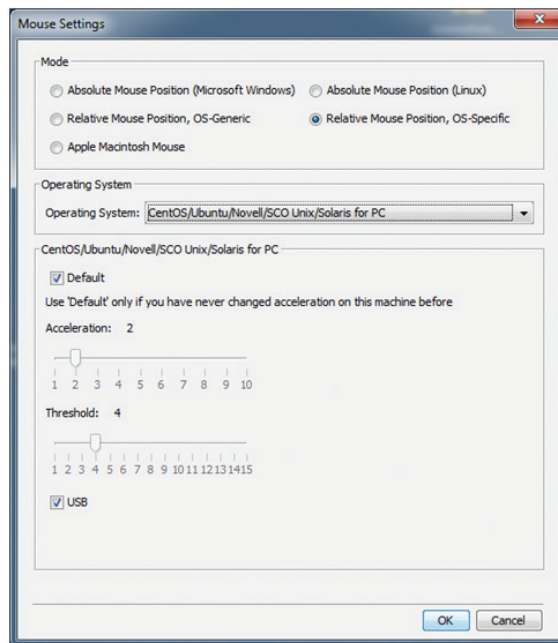 Mouse Settings
Mode
Absolute Mouse Position (Microsoft Windows) Absolute Mouse Position (Linux)
Relative Mouse Position, OS-Generic Relative Mouse Position, OS-Specific
Apple Macintosh Mouse
Operating System
Operating System: CentOS/Ubuntu/Novell/SCO Unix/Solaris for PC
CentOS/Ubuntu/Novell/SCO Unix/Solaris for PC
Default
Use 'Default' only if you have never changed acceleration on this machine before
Acceleration: 2
1 2 3 4 5 6 7 8 9 10
Threshold: 4
1 2 3 4 5 6 7 8 9 10 11 12 13 14 15
USB
OK Cancel